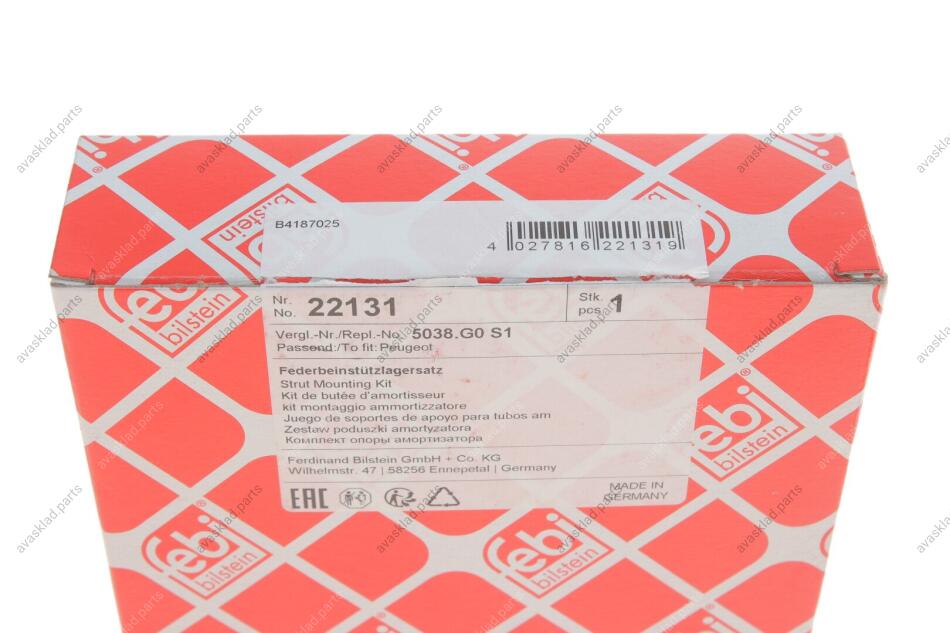 B4187025
4 027816 221319
Nr.
No. 22131
Stk.
pcs. 1
Vergl.-Nr./Repl.-No. 5038.G0 S1
Passend:/To fit: Peugeot
Federbeinstützlagersatz
Strut Mounting Kit
Kit de butée d'amortisseur
kit montaggio ammortizzatore
Juego de soportes de apoyo para tubos am
Zestaw poduszki amortyzatora
Комплект опоры амортизатора
Ferdinand Bilstein GmbH + Co. KG
Wilhelmstr. 47 | 58256 Ennepetal | Germany
EAC
MADE IN
GERMANY
febi
bilstein
febi
bilstein
febi
bilstein
febi
bilstein
bilstein
avasklad.parts